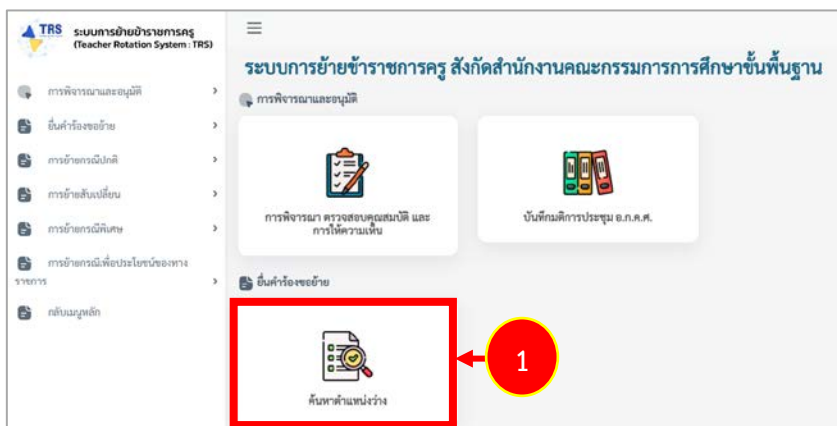 TRS ระบบการย้ายข้าราชการครู
(Teacher Rotation System : TRS)
การพิจารณาและอนุมัติ
ยื่นคำร้องขอย้าย
การย้ายกรณีปกติ
การย้ายสับเปลี่ยน
การย้ายกรณีพิเศษ
การย้ายกรณีเพื่อประโยชน์ของทาง
ราชการ
กลับเมนูหลัก
ระบบการย้ายข้าราชการครู สังกัดสำนักงานคณะกรรมการการศึกษาขั้นพื้นฐาน
การพิจารณาและอนุมัติ
การพิจารณา ตรวจสอบคุณสมบัติ และ
การให้ความเห็น
บันทึกมติการประชุม อ.ก.ค.ศ.
ยื่นคำร้องขอย้าย
ค้นหาตำแหน่งว่าง
1